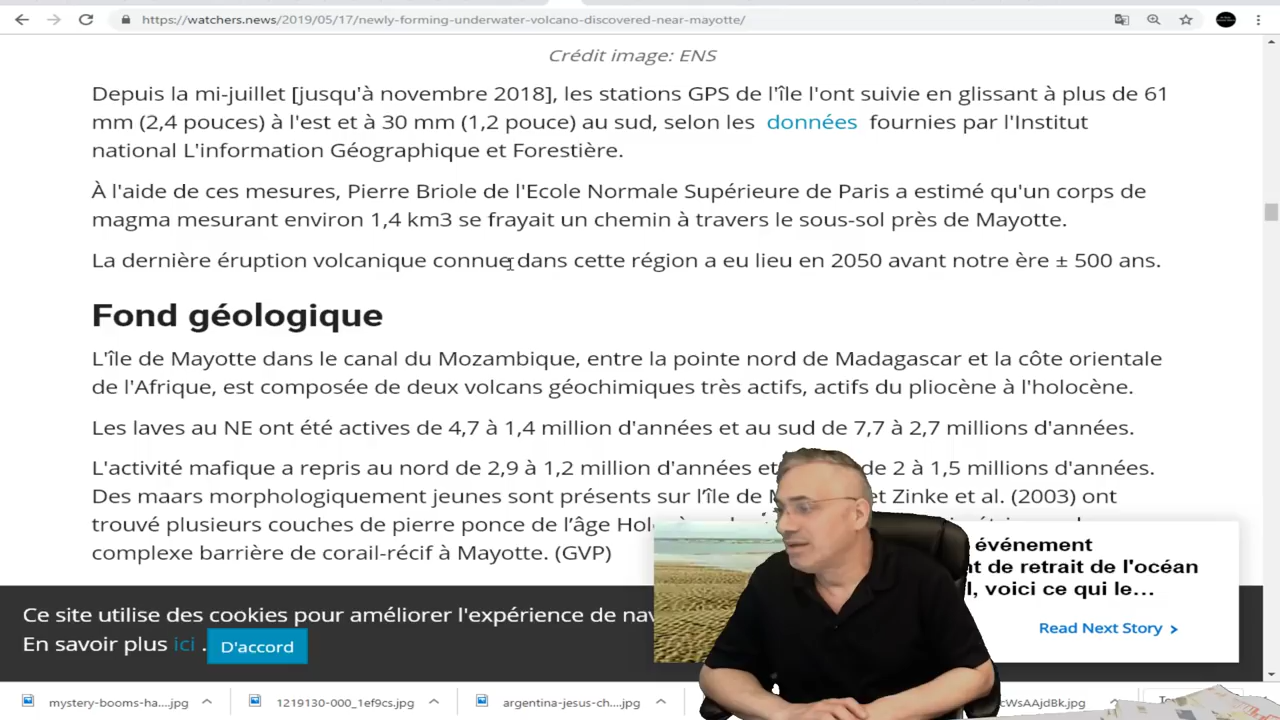 https://watchers.news/2019/05/17/newly-forming-underwater-volcano-discovered-near-mayotte/
Crédit image: ENS
Depuis la mi-juillet [jusqu'à novembre 2018], les stations GPS de l'île l'ont suivie en glissant à plus de 61
mm (2,4 pouces) à l'est et à 30 mm (1,2 pouce) au sud, selon les données fournies par l'Institut
national L'information Géographique et Forestière.
À l'aide de ces mesures, Pierre Briole de l'Ecole Normale Supérieure de Paris a estimé qu'un corps de
magma mesurant environ 1,4 km3 se frayait un chemin à travers le sous-sol près de Mayotte.
La dernière éruption volcanique connue dans cette région a eu lieu en 2050 avant notre ère ± 500 ans.
Fond géologique
L'île de Mayotte dans le canal du Mozambique, entre la pointe nord de Madagascar et la côte orientale
de l'Afrique, est composée de deux volcans géochimiques très actifs, actifs du pliocène à l'holocène.
Les laves au NE ont été actives de 4,7 à 1,4 million d'années et au sud de 7,7 à 2,7 millions d'années.
L'activité mafique a repris au nord de 2,9 à 1,2 million d'années et de 2 à 1,5 millions d'années.
Des maars morphologiquement jeunes sont présents sur l'île de et Zinke et al. (2003) ont
trouvé plusieurs couches de pierre ponce de l'âge
complexe barrière de corail-récif à Mayotte. (GVP)
événement
de retrait de l'océan
voici ce qui le...
Read Next Story
Ce site utilise des cookies pour améliorer l'expérience de
En savoir plus ici . D'accord
mystery-booms-ha....jpg
1219130-000_1ef9cs.jpg
argentina-jesus-ch....jpg